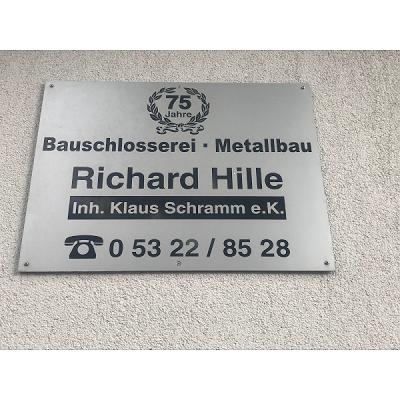 75
Jahre
Bauschlosserei · Metallbau
Richard Hille
Inh. Klaus Schramm e.K.
☎ 0 53 22 / 85 28